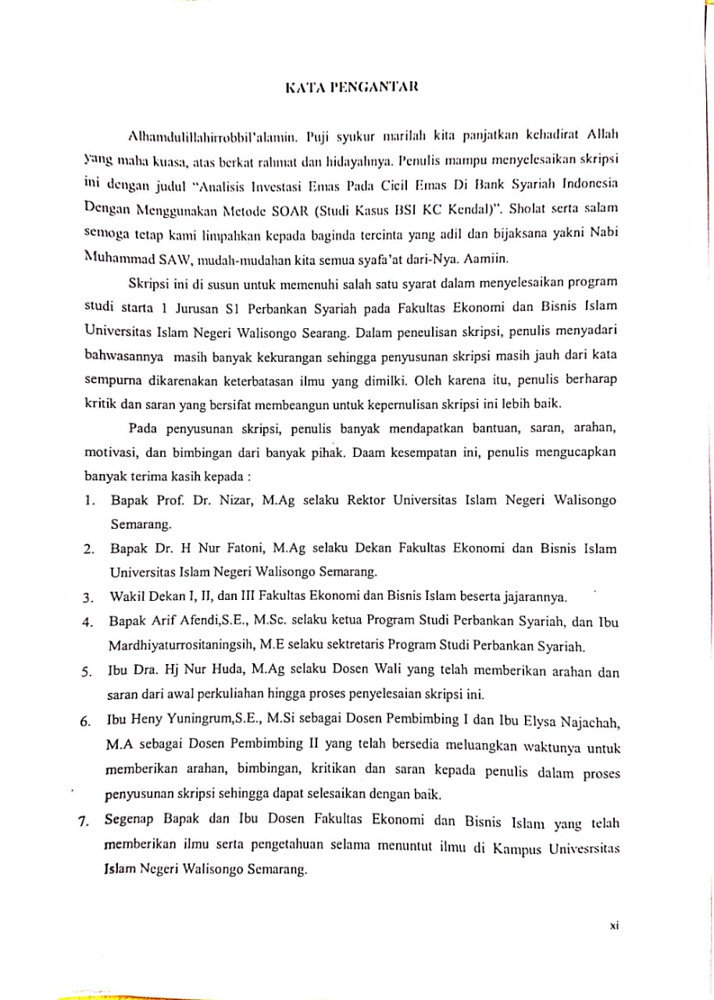 KATA PENGANTAR
Alhamdulillahirrobbil'alamin. Puji syukur marilah kita panjatkan kehadirat Allah
yang maha kuasa, atas berkat rahmat dan hidayahnya. Penulis mampu menyelesaikan skripsi
ini dengan judul “Analisis Investasi Emas Pada Cicil Emas Di Bank Syariah Indonesia
Dengan Menggunakan Metode SOAR (Studi Kasus BSI KC Kendal)”. Sholat serta salam
semoga tetap kami limpahkan kepada baginda tercinta yang adil dan bijaksana yakni Nabi
Muhammad SAW, mudah-mudahan kita semua syafa'at dari-Nya. Aamiin.
Skripsi ini di susun untuk memenuhi salah satu syarat dalam menyelesaikan program
studi starta 1 Jurusan S1 Perbankan Syariah pada Fakultas Ekonomi dan Bisnis Islam
Universitas Islam Negeri Walisongo Searang. Dalam peneulisan skripsi, penulis menyadari
bahwasannya masih banyak kekurangan sehingga penyusunan skripsi masih jauh dari kata
sempurna dikarenakan keterbatasan ilmu yang dimilki. Oleh karena itu, penulis berharap
kritik dan saran yang bersifat membeangun untuk kepernulisan skripsi ini lebih baik.
Pada penyusunan skripsi, penulis banyak mendapatkan bantuan, saran, arahan,
motivasi, dan bimbingan dari banyak pihak. Daam kesempatan ini, penulis mengucapkan
banyak terima kasih kepada :
1. Bapak Prof. Dr. Nizar, M.Ag selaku Rektor Universitas Islam Negeri Walisongo
Semarang.
2. Bapak Dr. H Nur Fatoni, M.Ag selaku Dekan Fakultas Ekonomi dan Bisnis Islam
Universitas Islam Negeri Walisongo Semarang.
3. Wakil Dekan I, II, dan III Fakultas Ekonomi dan Bisnis Islam beserta jajarannya.
4. Bapak Arif Afendi,S.E., M.Sc. selaku ketua Program Studi Perbankan Syariah, dan Ibu
Mardhiyaturrositaningsih, M.E selaku sektretaris Program Studi Perbankan Syariah.
5. Ibu Dra. Hj Nur Huda, M.Ag selaku Dosen Wali yang telah memberikan arahan dan
saran dari awal perkuliahan hingga proses penyelesaian skripsi ini.
6. Ibu Heny Yuningrum,S.E., M.Si sebagai Dosen Pembimbing I dan Ibu Elysa Najachah,
M.A sebagai Dosen Pembimbing II yang telah bersedia meluangkan waktunya untuk
memberikan arahan, bimbingan, kritikan dan saran kepada penulis dalam proses
penyusunan skripsi sehingga dapat selesaikan dengan baik.
7. Segenap Bapak dan Ibu Dosen Fakultas Ekonomi dan Bisnis Islam yang telah
memberikan ilmu serta pengetahuan selama menuntut ilmu di Kampus Univesrsitas
Islam Negeri Walisongo Semarang.
xi